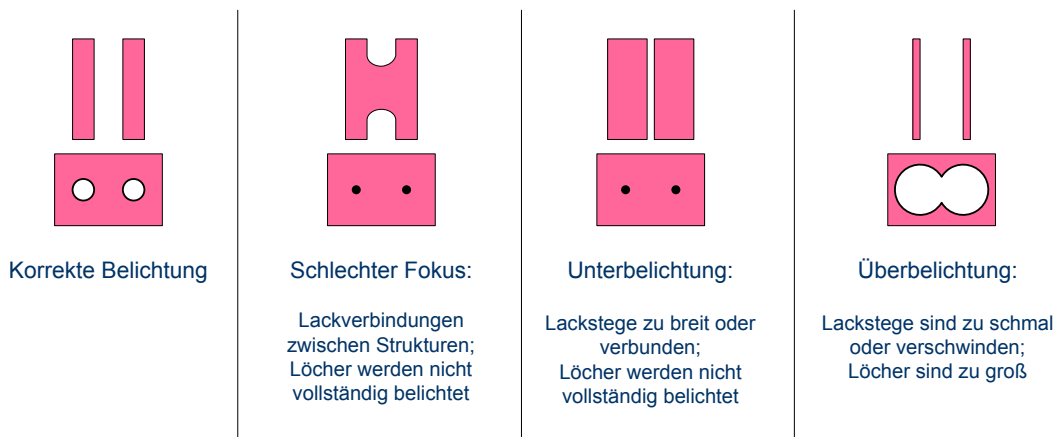 Korrekte Belichtung
Schlechter Fokus:
Lackverbindungen
zwischen Strukturen;
Löcher werden nicht
vollständig belichtet
Unterbelichtung:
Lackstege zu breit oder
verbunden;
Löcher werden nicht
vollständig belichtet
Überbelichtung:
Lackstege sind zu schmal
oder verschwinden;
Löcher sind zu groß